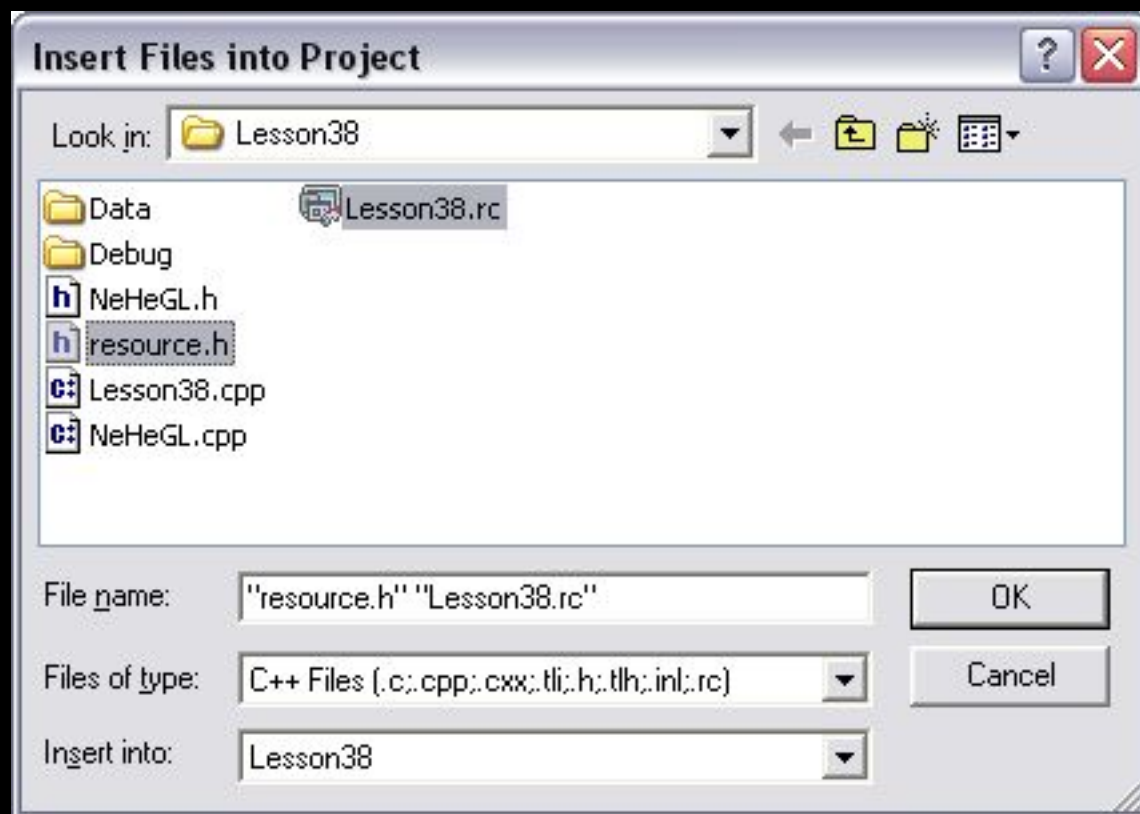 Insert Files into Project
Look in: Lesson38
Data
Debug
NeHeGL.h
resource.h
Lesson38.cpp
NeHeGL.cpp
Lesson38.rc
File name: "resource.h" "Lesson38.rc"
OK
Files of type: C++ Files (.c;.cpp;.cxx;.tli;.h;.tlh;.inl;.rc)
Cancel
Insert into: Lesson38